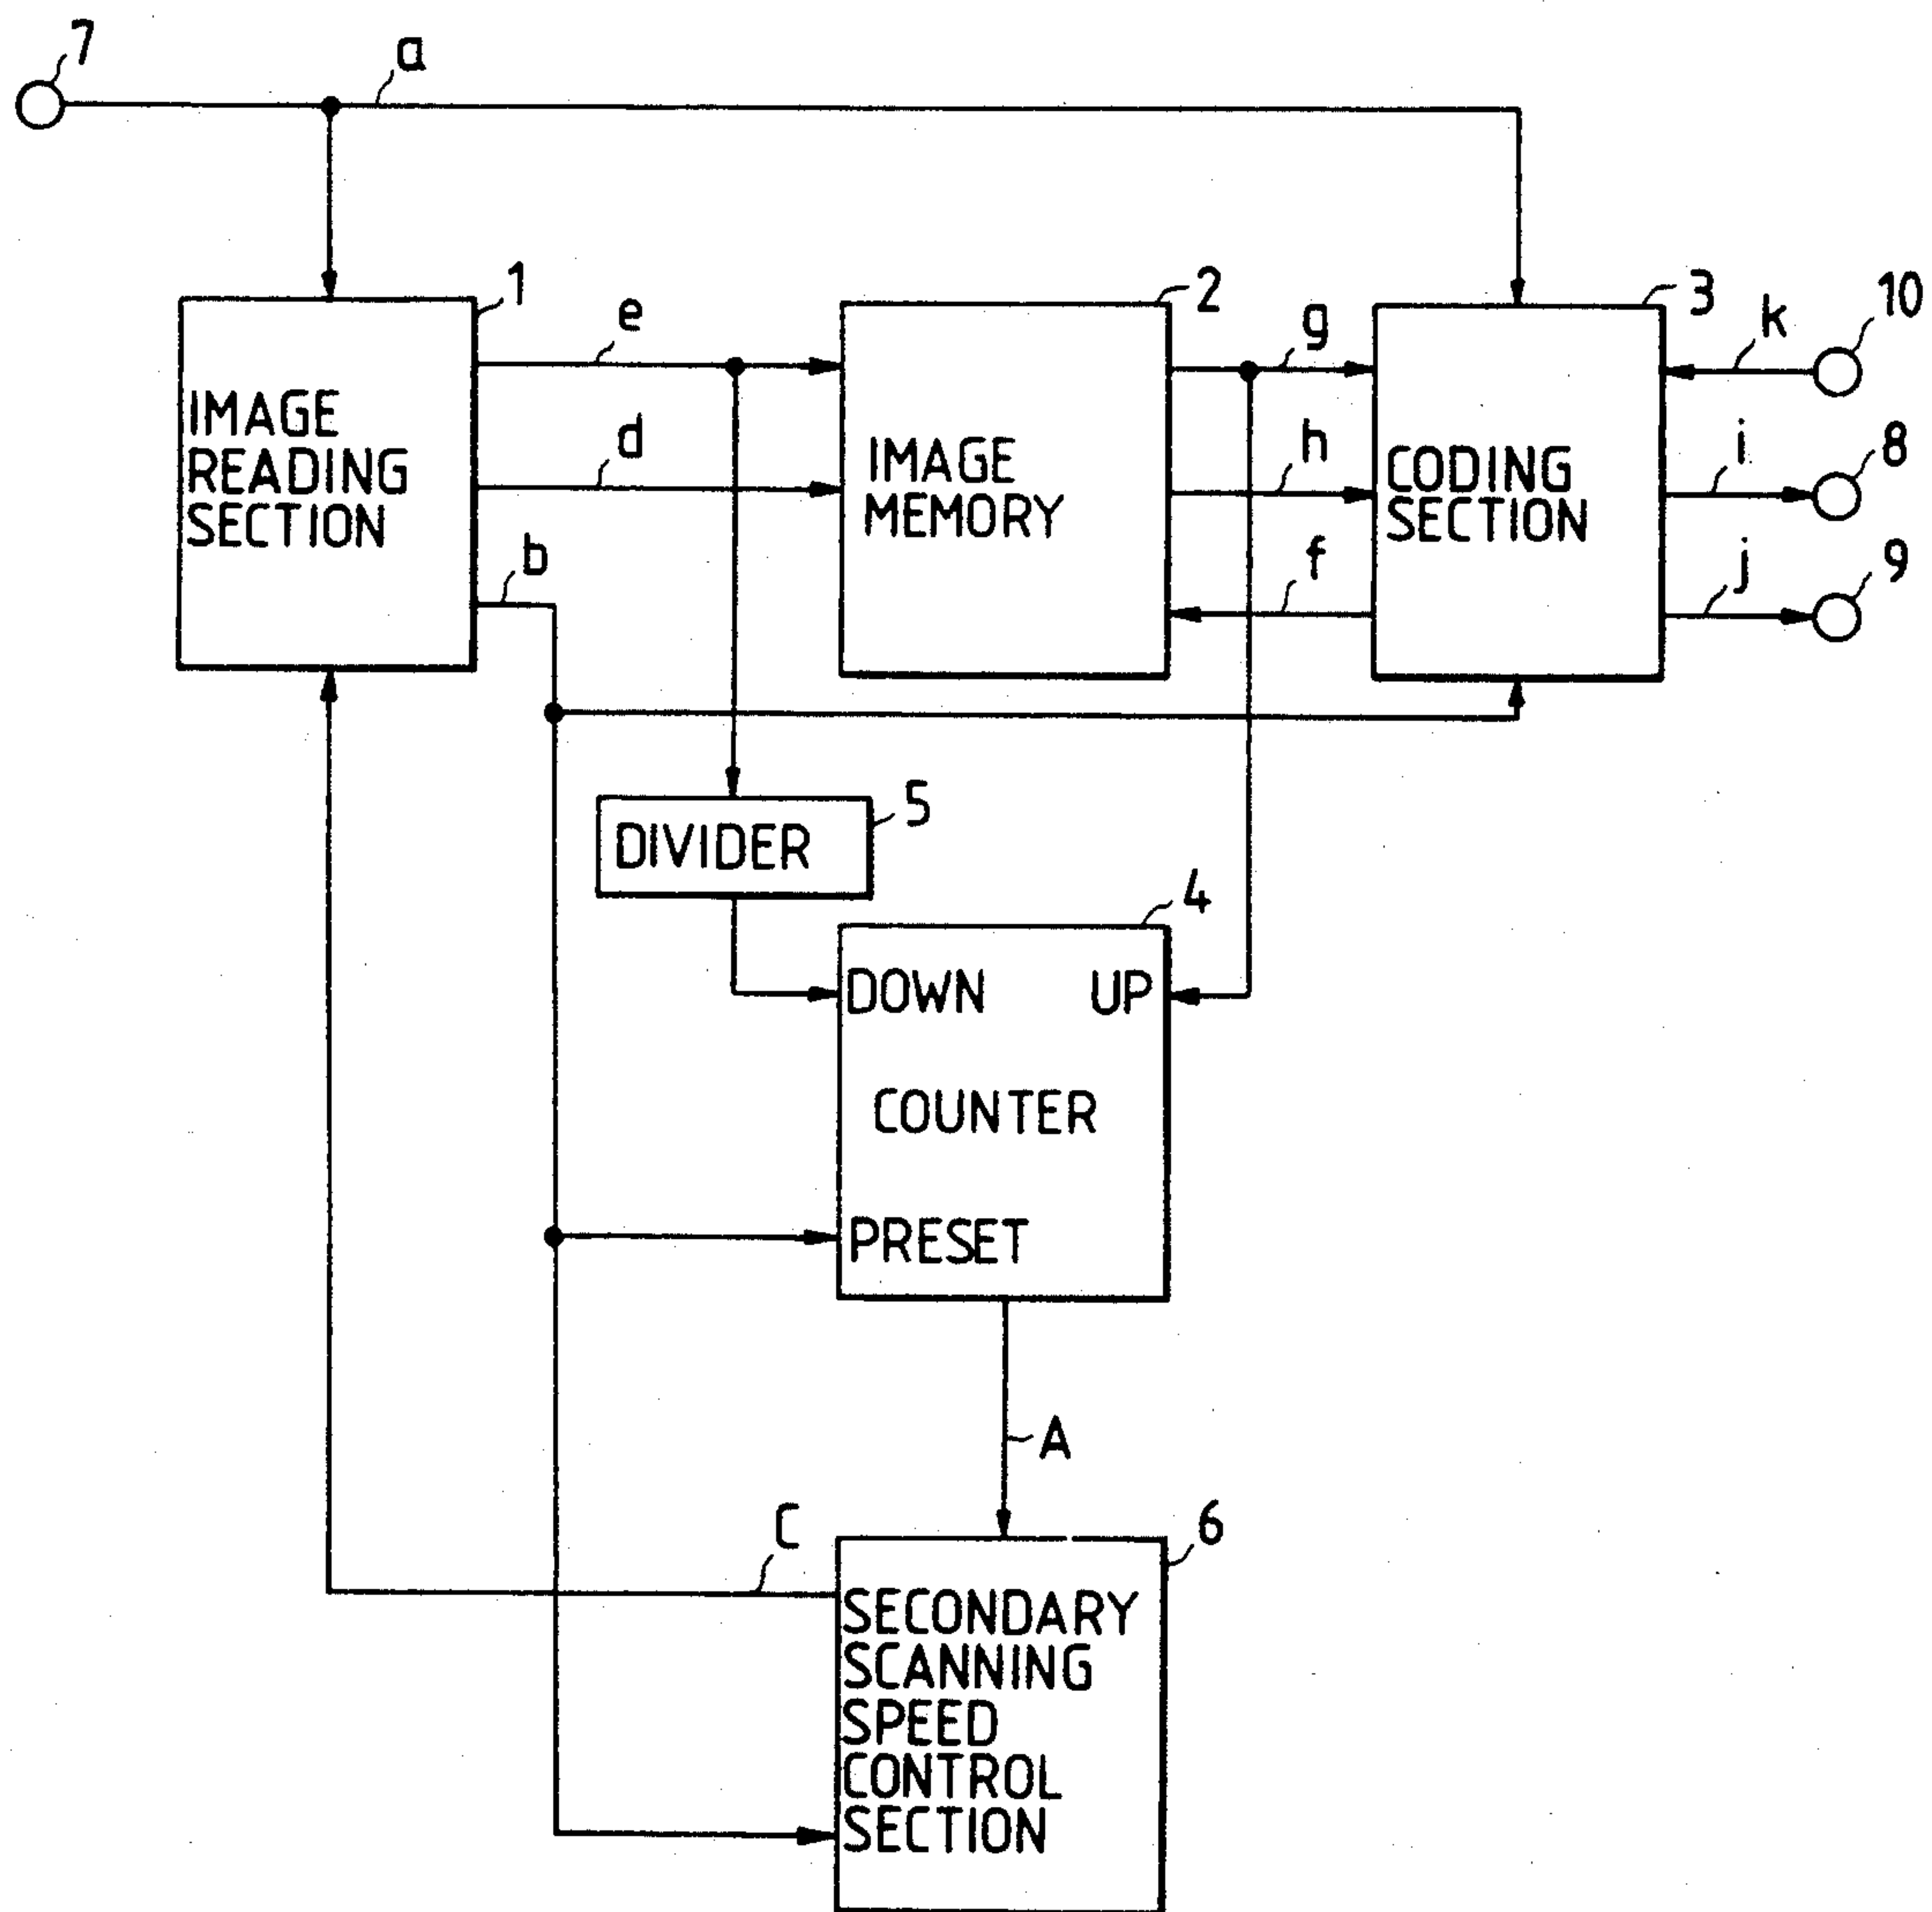 7
a
1
2
3
10
e
g
k
IMAGE
READING
SECTION
d
IMAGE
MEMORY
h
CODING
SECTION
i
8
b
f
j
9
DIVIDER
5
4
DOWN
UP
COUNTER
PRESET
A
C
6
SECONDARY
SCANNING
SPEED
CONTROL
SECTION